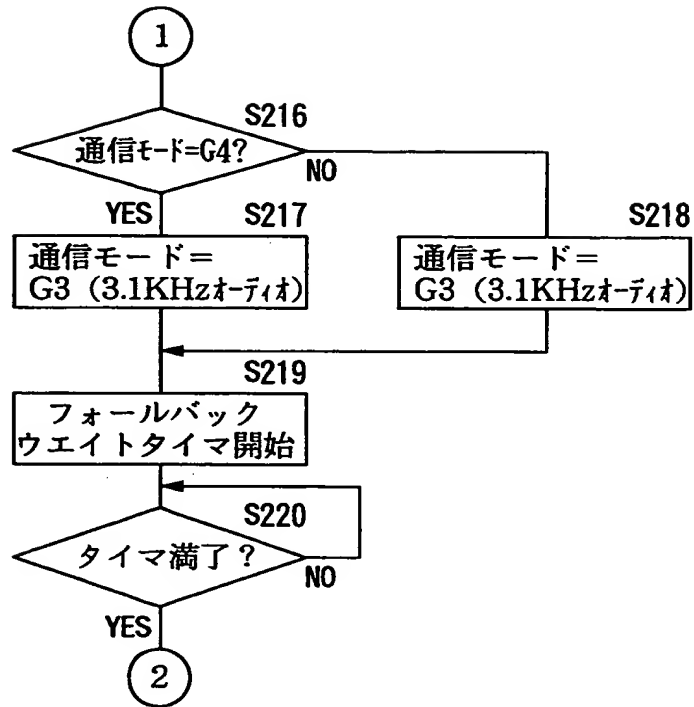 1
S216
通信モード=G4?
NO
YES
S217
S218
通信モード=
G3 (3.1KHzオーディオ)
通信モード=
G3 (3.1KHzオーディオ)
S219
フォールバック
ウエイトタイマ開始
S220
タイマ満了?
NO
YES
2